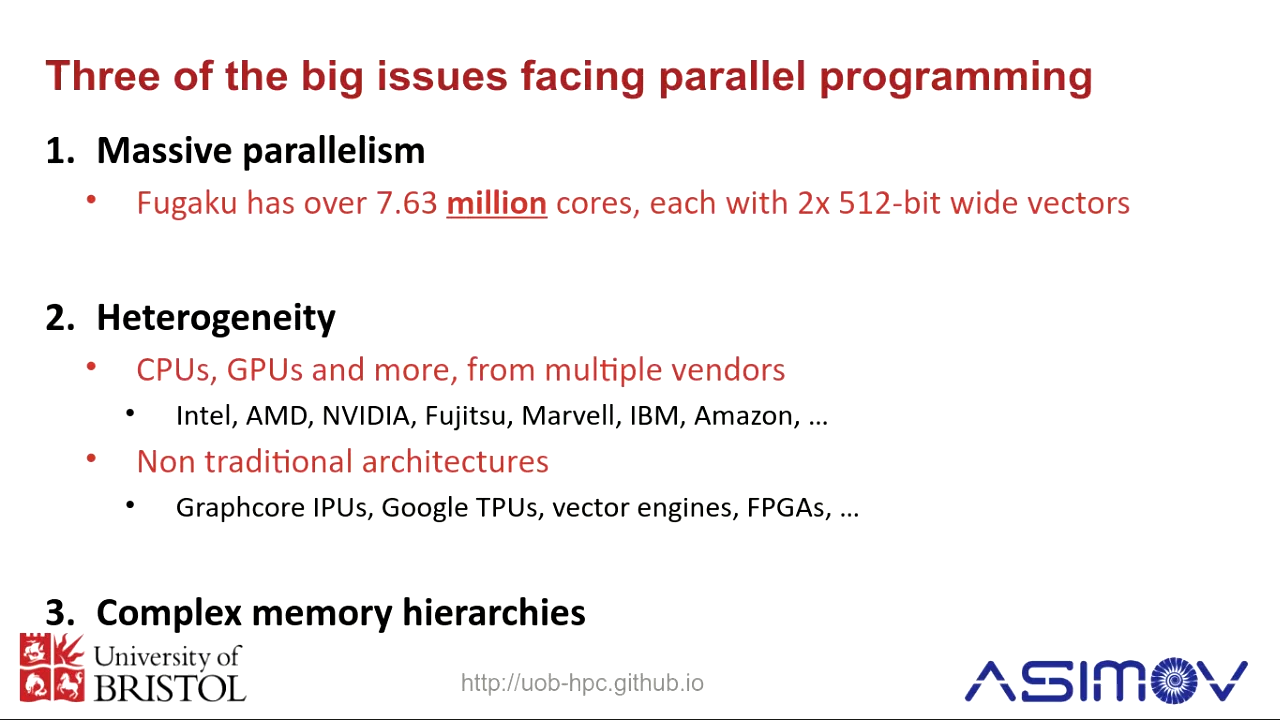 Three of the big issues facing parallel programming
1. Massive parallelism
• Fugaku has over 7.63 million cores, each with 2x 512-bit wide vectors
2. Heterogeneity
• CPUs, GPUs and more, from multiple vendors
• Intel, AMD, NVIDIA, Fujitsu, Marvell, IBM, Amazon, …
• Non traditional architectures
• Graphcore IPUs, Google TPUs, vector engines, FPGAs, …
3. Complex memory hierarchies
University of
BRISTOL
http://uob-hpc.github.io
ASIMOV